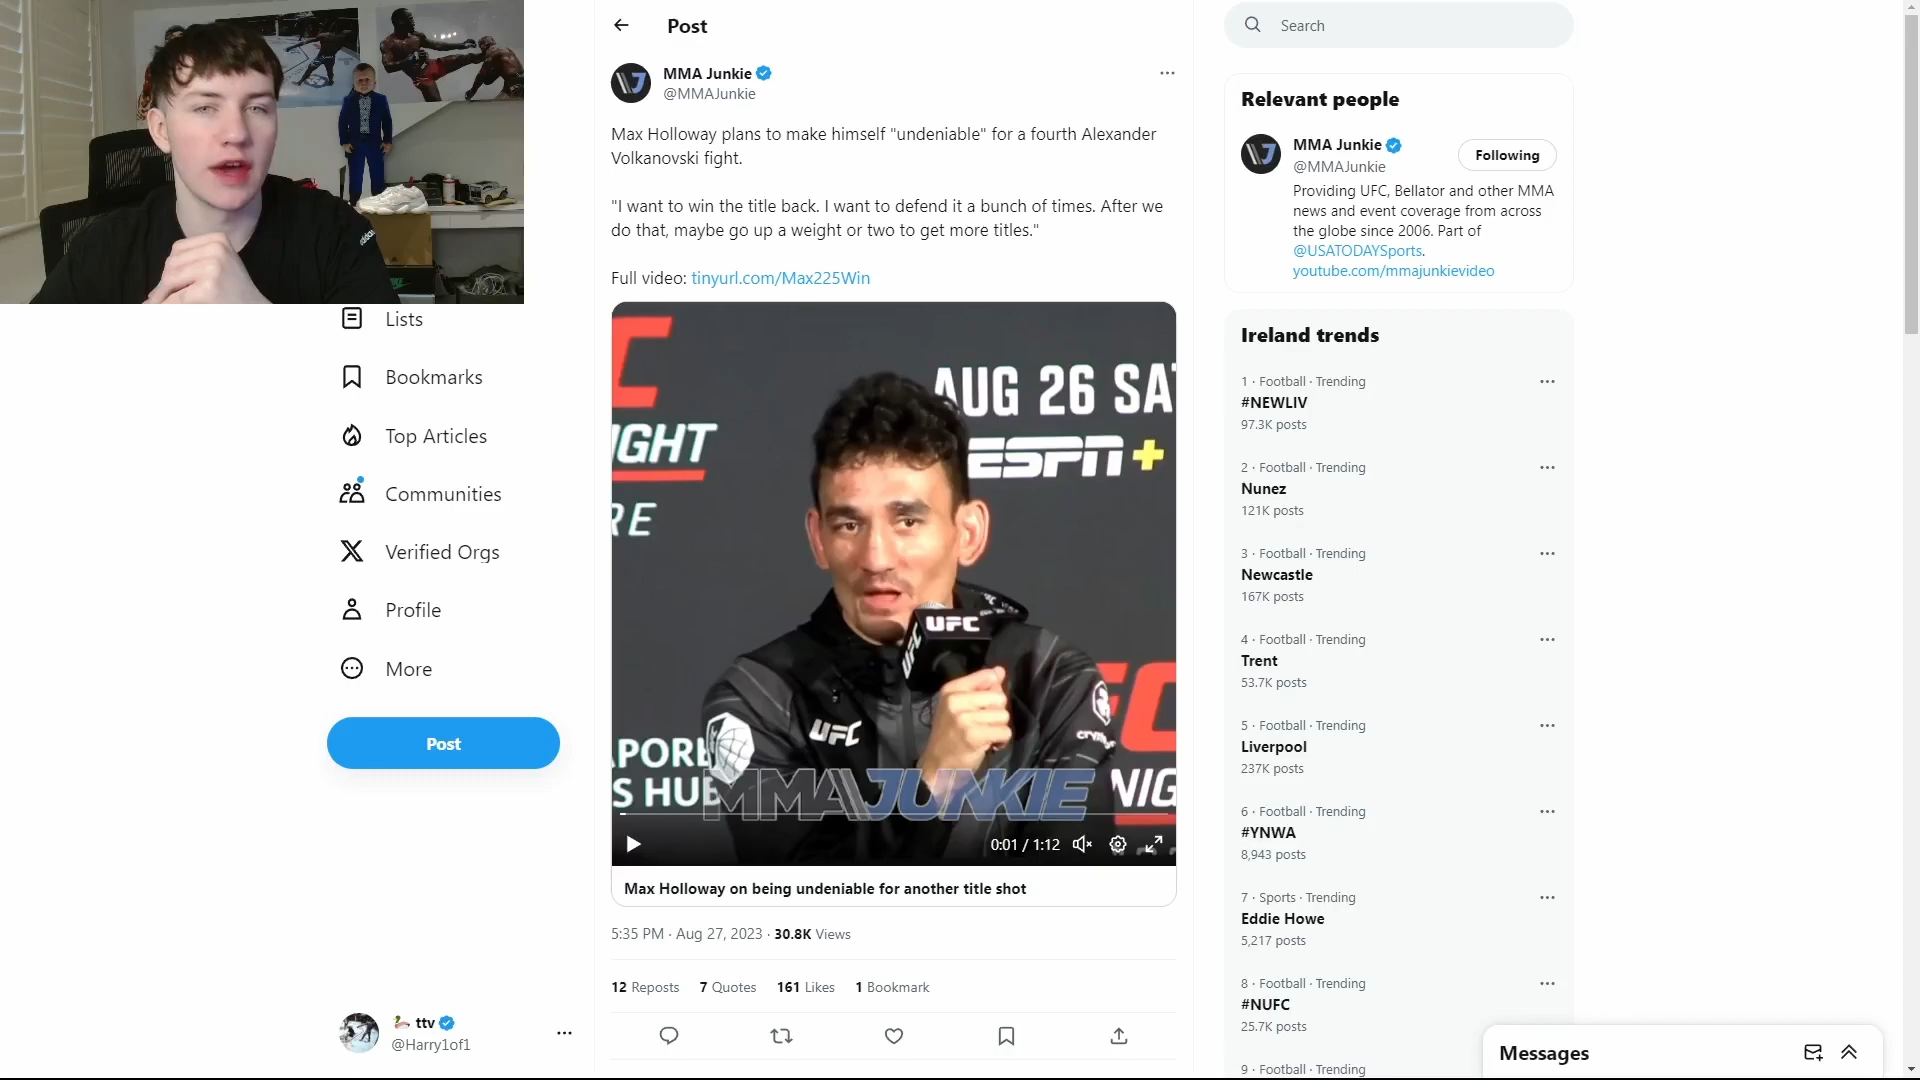 Post
MMA Junkie
@MMAJunkie
Max Holloway plans to make himself "undeniable" for a fourth Alexander
Volkanovski fight.
"I want to win the title back. I want to defend it a bunch of times. After we
do that, maybe go up a weight or two to get more titles."
Full video: tinyurl.com/Max225Win
AUG 26 SAT
ESPN+
IGHT
RE
UFC
UFC
UFC
crypto
APORE
S HUB
NIG
MMAJUNKIE
0:01 / 1:12
Max Holloway on being undeniable for another title shot
5:35 PM · Aug 27, 2023 · 30.8K Views
12 Reposts 7 Quotes 161 Likes 1 Bookmark
Lists
Bookmarks
Top Articles
Communities
Verified Orgs
Profile
More
Post
ttv
@Harry1of1
Search
Relevant people
MMA Junkie
@MMAJunkie
Following
Providing UFC, Bellator and other MMA
news and event coverage from across
the globe since 2006. Part of
@USATODAYSports.
youtube.com/mmajunkievideo
Ireland trends
1 · Football · Trending
#NEWLIV
97.3K posts
2 · Football · Trending
Nunez
121K posts
3 · Football · Trending
Newcastle
167K posts
4 · Football · Trending
Trent
53.7K posts
5 · Football · Trending
Liverpool
237K posts
6 · Football · Trending
#YNWA
8,943 posts
7 · Sports · Trending
Eddie Howe
5,217 posts
8 · Football · Trending
#NUFC
25.7K posts
9 · Football · Trending
Messages